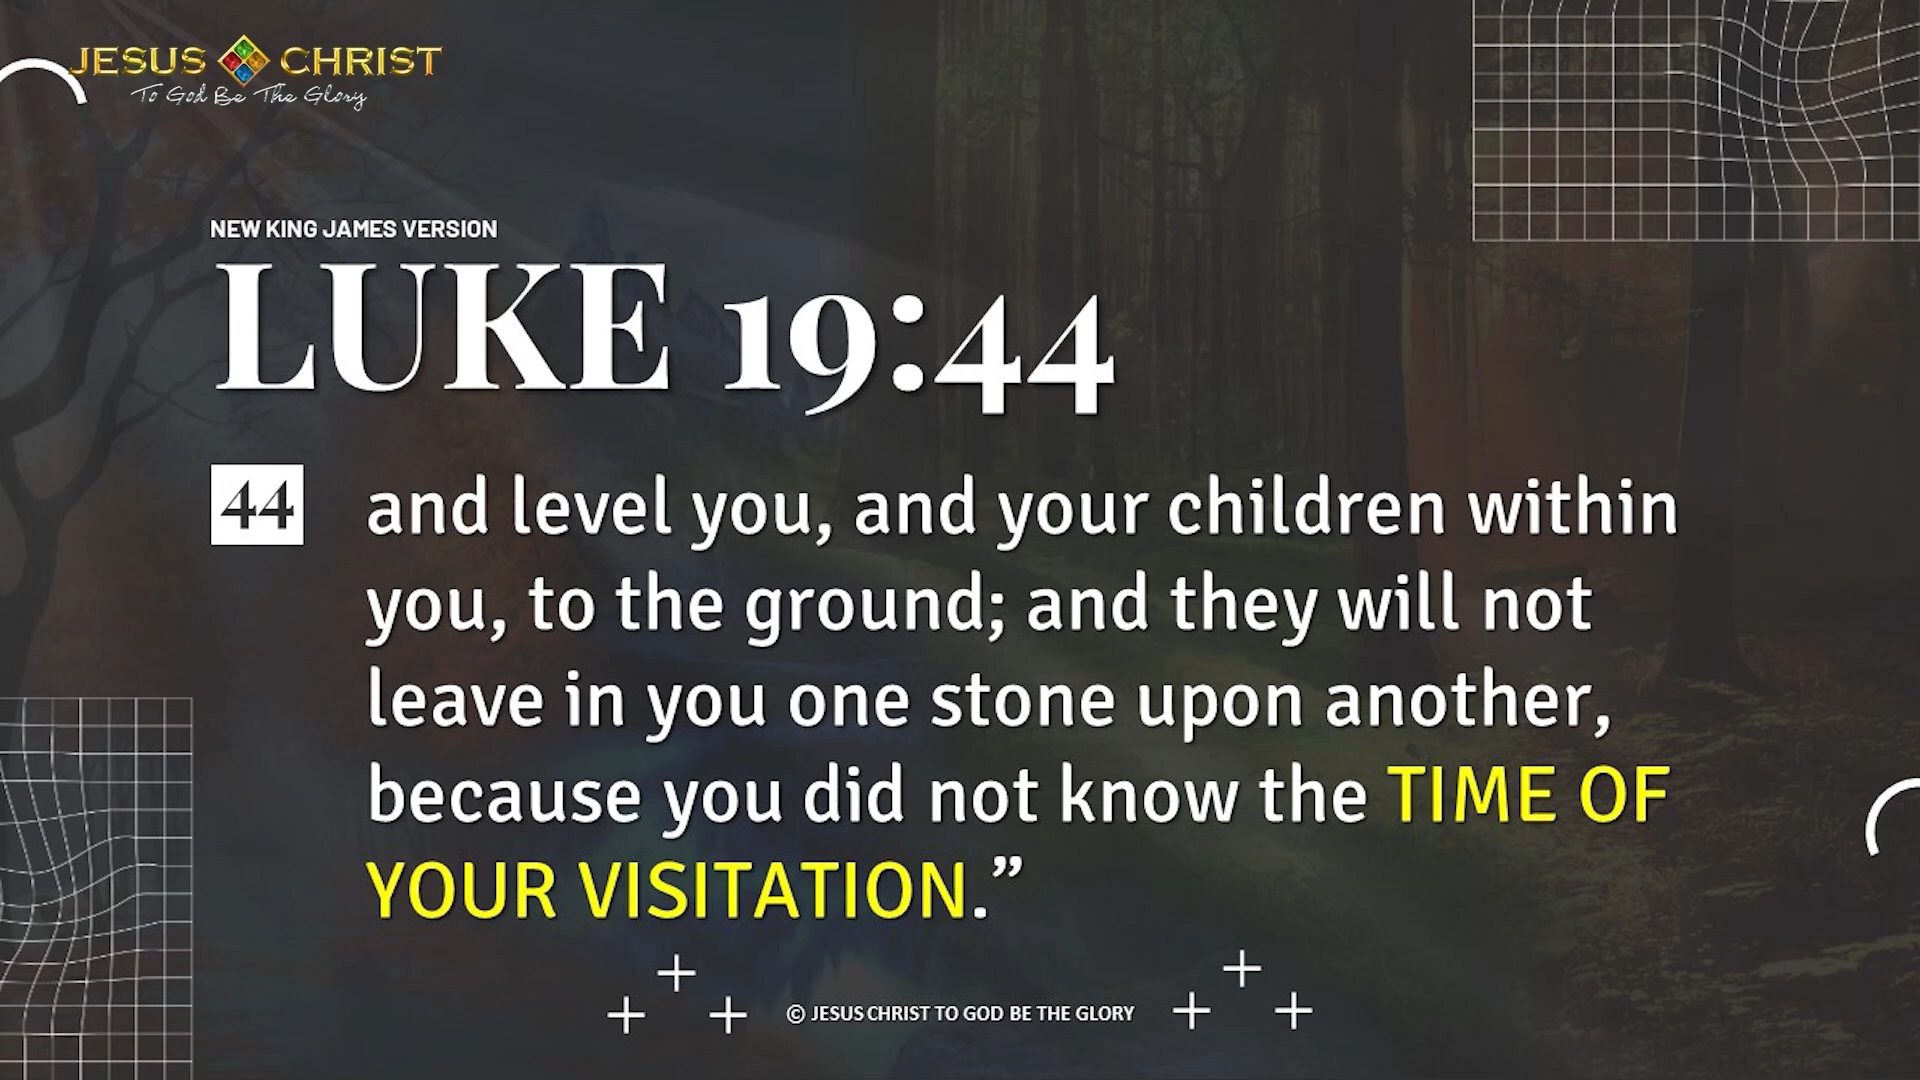 JESUS CHRIST
To God Be The Glory
NEW KING JAMES VERSION
LUKE 19:44
44 and level you, and your children within
you, to the ground; and they will not
leave in you one stone upon another,
because you did not know the TIME OF
YOUR VISITATION.”
© JESUS CHRIST TO GOD BE THE GLORY